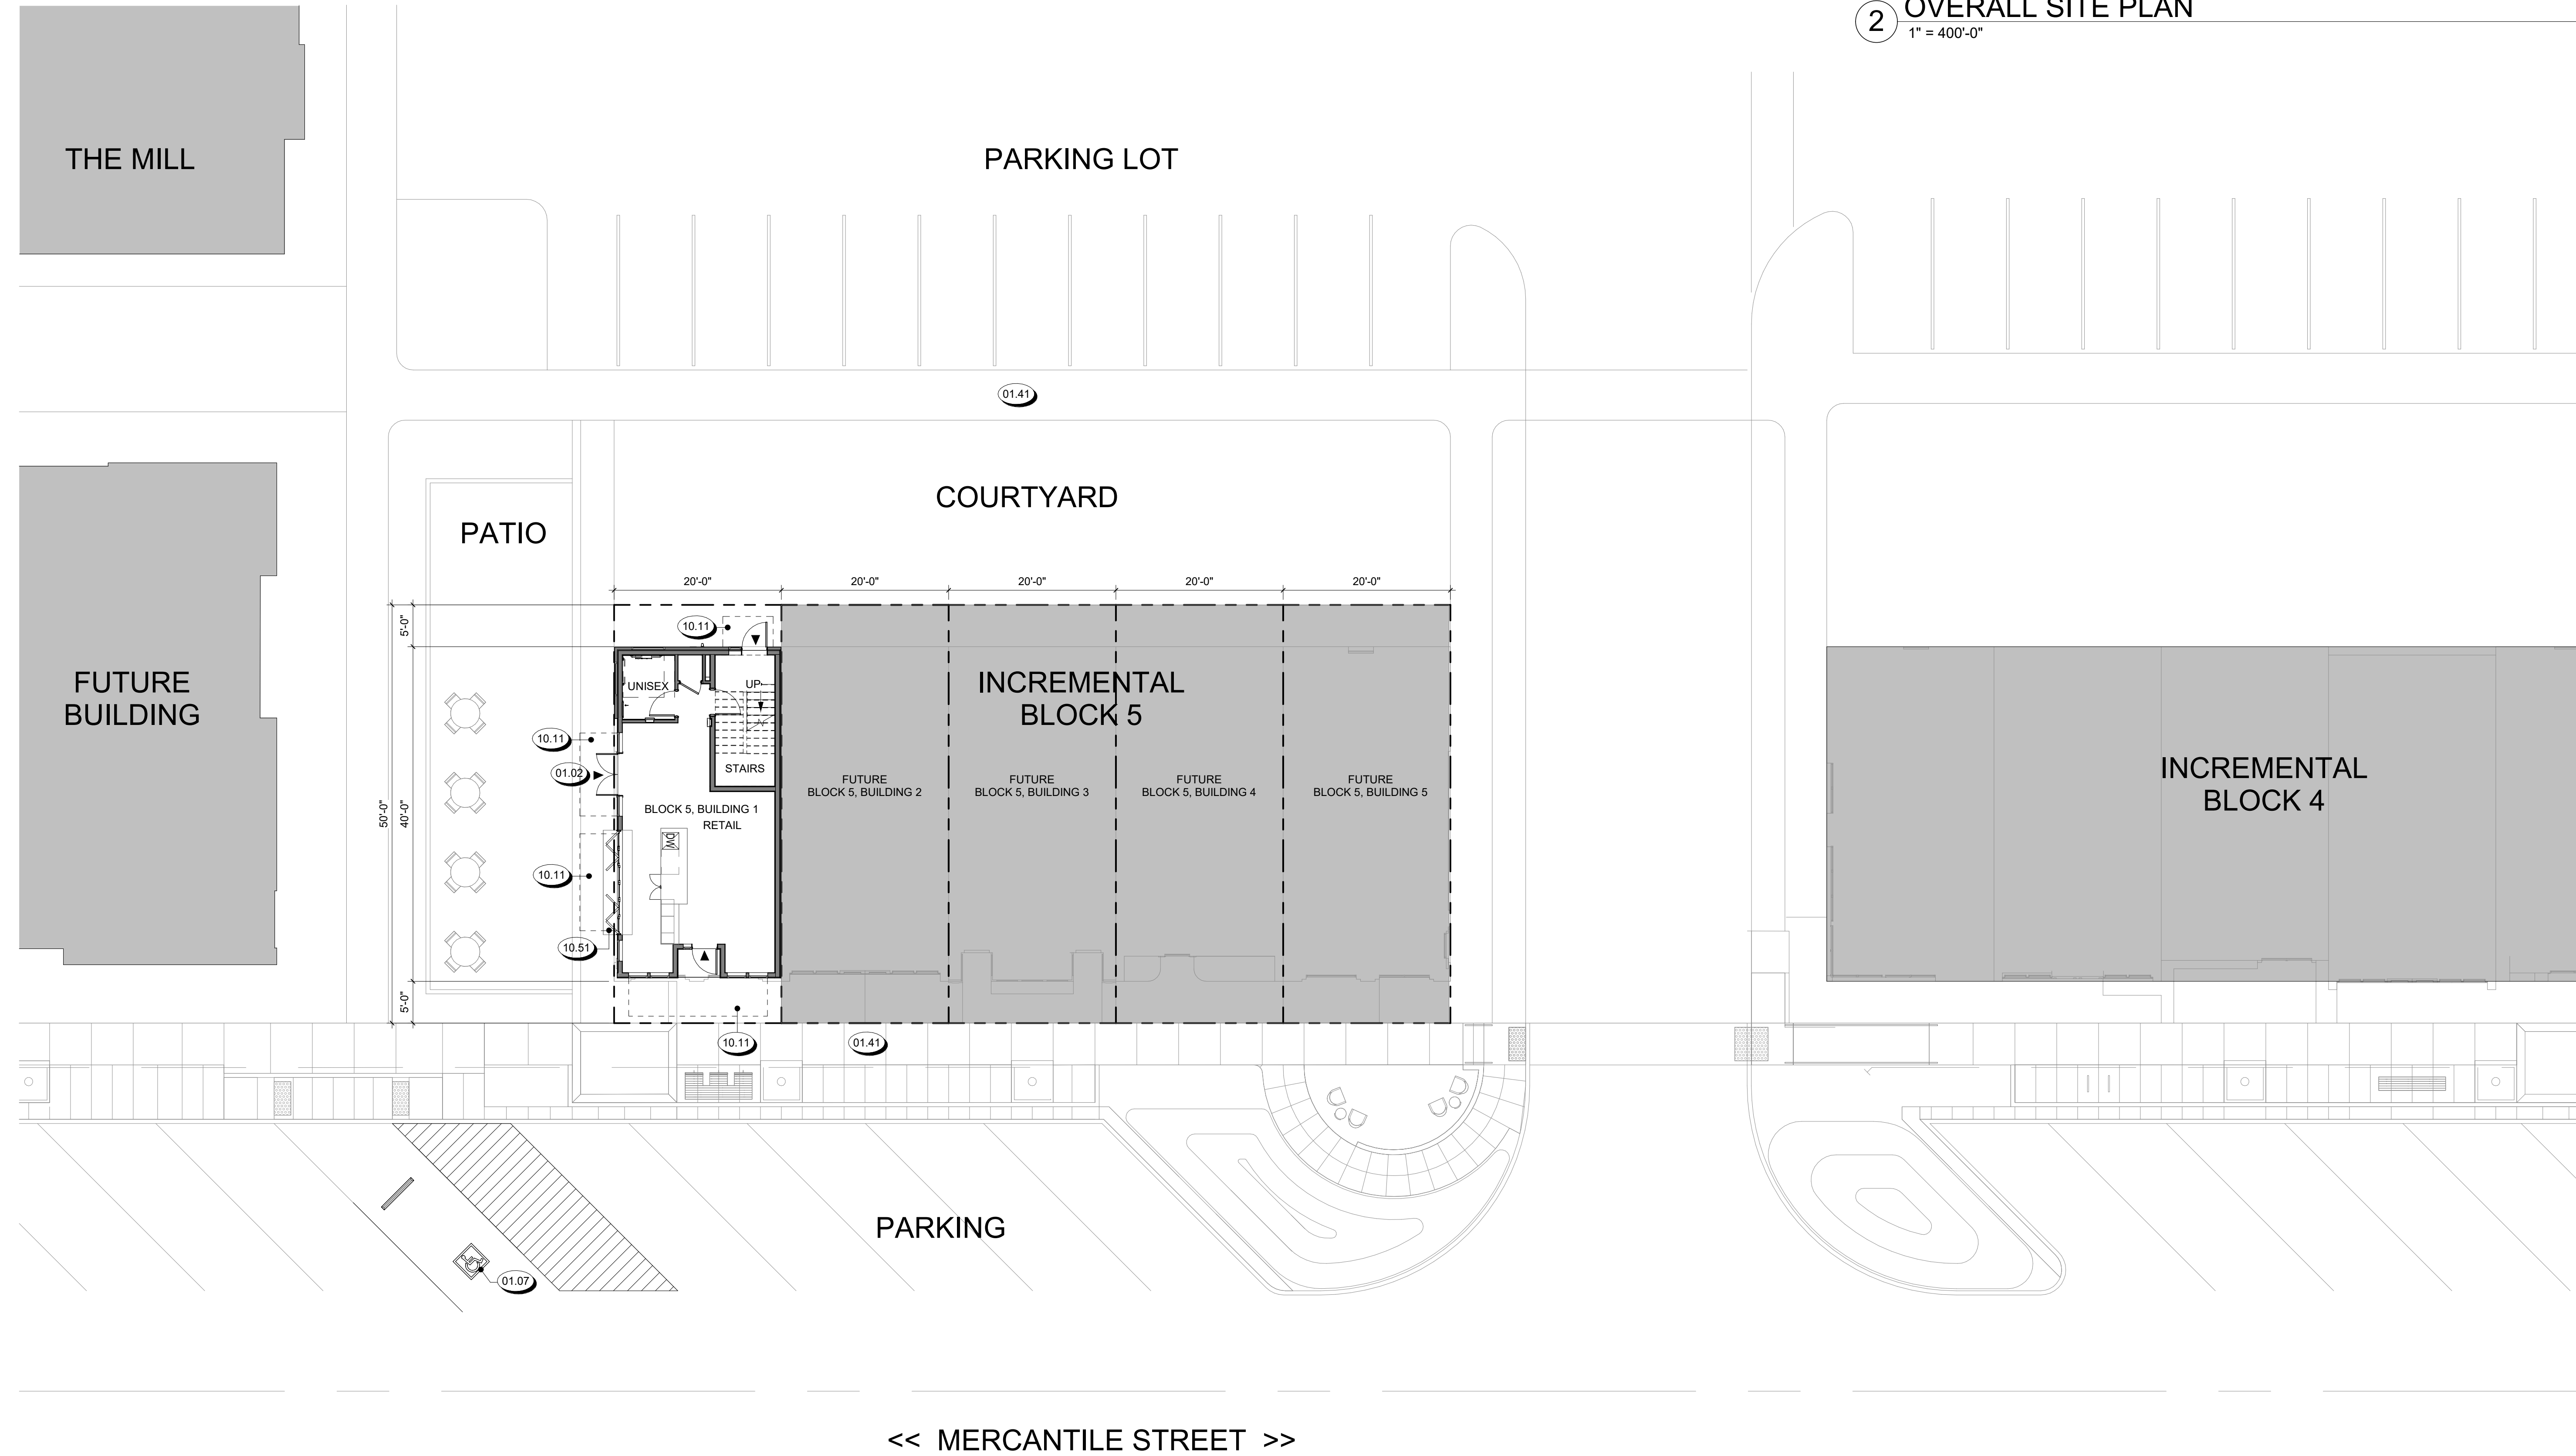 OVERALL SITE PLAN
2
1" = 400'-0"
THE MILL
PARKING LOT
01.41
COURTYARD
PATIO
20'-0"
20'-0"
20'-0"
20'-0"
20'-0"
5'-0"
10.11
FUTURE
BUILDING
UNISEX
UP
INCREMENTAL
BLOCK 5
10.11
01.02
STAIRS
50'-0"
40'-0"
BLOCK 5, BUILDING 1
RETAIL
DW
FUTURE
BLOCK 5, BUILDING 2
FUTURE
BLOCK 5, BUILDING 3
FUTURE
BLOCK 5, BUILDING 4
FUTURE
BLOCK 5, BUILDING 5
INCREMENTAL
BLOCK 4
10.11
10.51
5'-0"
10.11
01.41
PARKING
01.07
<< MERCANTILE STREET >>